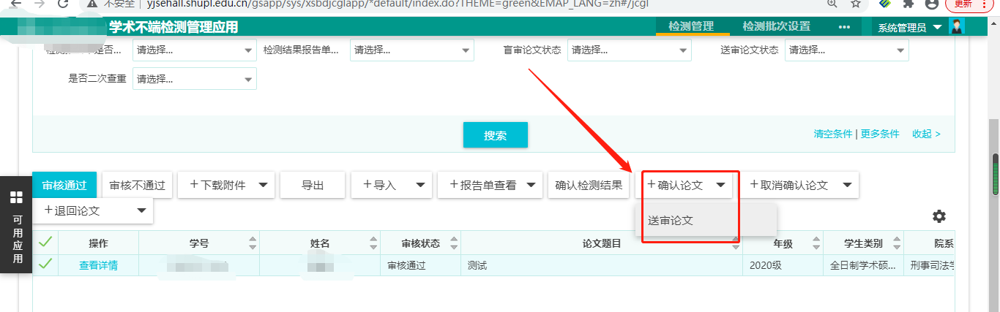 不安全 yjsehall.shupl.edu.cn/gsapp/sys/xsbdjcglapp/*default/index.do?THEME=green&EMAP_LANG=zh#/jcgl 更新
学术不端检测管理应用 检测管理 检测批次设置 ••• 系统管理员
是否... 请选择... 检测结果报告单... 请选择... 盲审论文状态 请选择... 送审论文状态 请选择...
是否二次查重 请选择...
搜索 清空条件 | 更多条件 收起 >
审核通过 审核不通过 +下载附件 导出 +导入 +报告单查看 确认检测结果 +确认论文 +取消确认论文
+退回论文 送审论文
可用应用
操作 学号 姓名 审核状态 论文题目 年级 学生类别 院系
查看详情 审核通过 测试 2020级 全日制学术硕... 刑事司法学